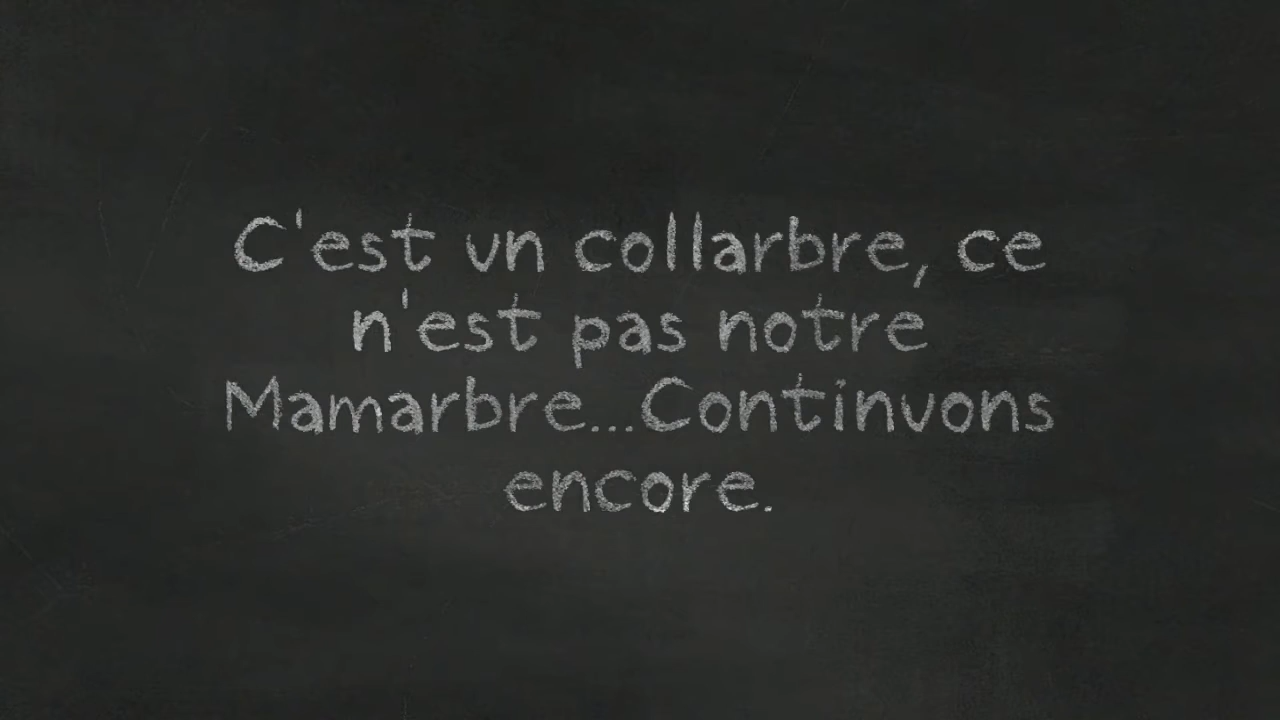 C'est un collarbre, ce
n'est pas notre
Mamarbre...Continuons
encore.